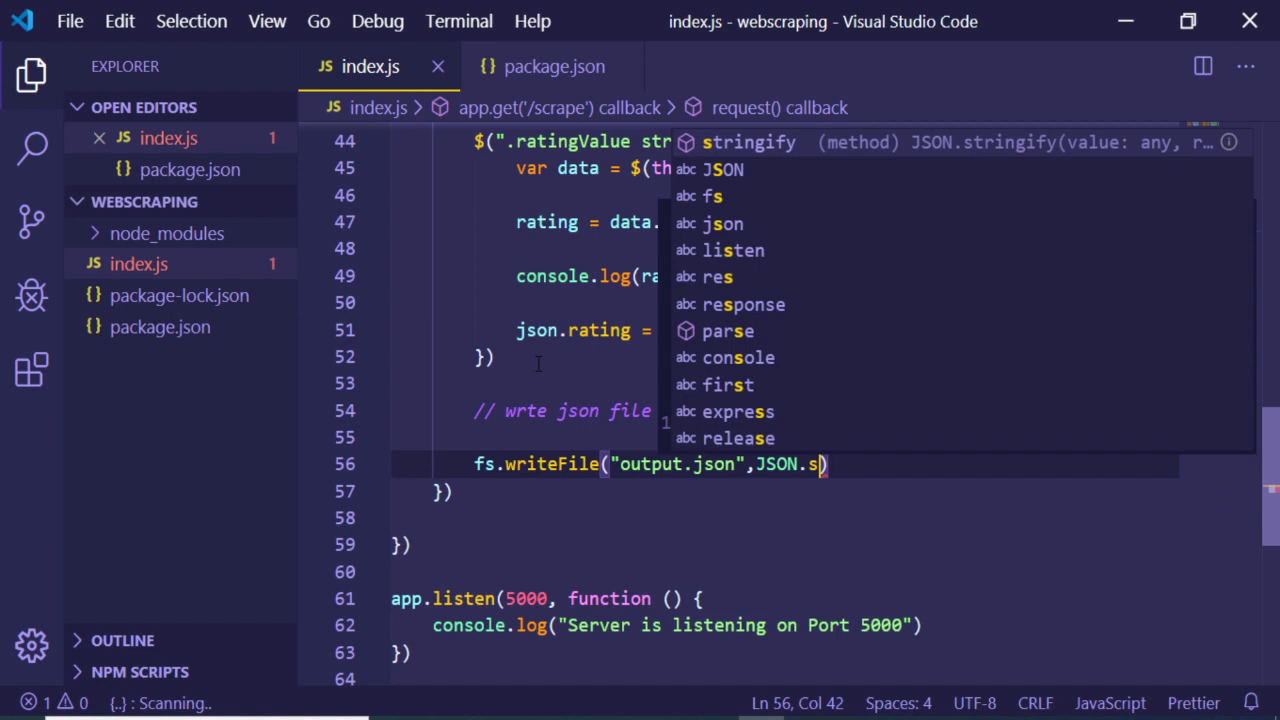 File Edit Selection View Go Debug Terminal Help index.js - webscraping - Visual Studio Code
EXPLORER
OPEN EDITORS
JS index.js 1
{} package.json
WEBSCRAPING
node_modules
JS index.js 1
{} package-lock.json
{} package.json
OUTLINE
NPM SCRIPTS
JS index.js {} package.json
JS index.js > app.get('/scrape') callback > request() callback
44 $(".ratingValue str
45 var data = $(th
46
47 rating = data.
48
49 console.log(ra
50
51 json.rating =
52 })
53
54 // wrte json file
55
56 fs.writeFile("output.json",JSON.s)
57 })
58
59 })
60
61 app.listen(5000, function () {
62 console.log("Server is listening on Port 5000")
63 })
64
stringify (method) JSON.stringify(value: any, r...
abc JSON
abc fs
abc json
abc listen
abc res
abc response
parse
abc console
abc first
abc express
abc release
1
1 0 {..} : Scanning.. Ln 56, Col 42 Spaces: 4 UTF-8 CRLF JavaScript Prettier